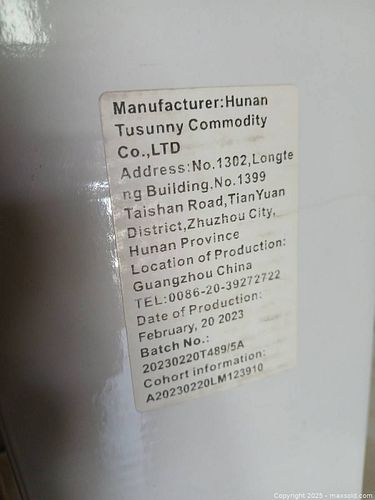 Manufacturer:Hunan
Tusunny Commodity
Co.,LTD
Address:No.1302,Longte
ng Building.No.1399
Taishan Road,TianYuan
District,Zhuzhou City,
Hunan Province
Location of Production:
Guangzhou China
TEL:0086-20-39272722
Date of Production:
February, 20 2023
Batch No.:
20230220T489/5A
Cohort information:
A20230220LM123910
Copyright 2025 - maxsold.com